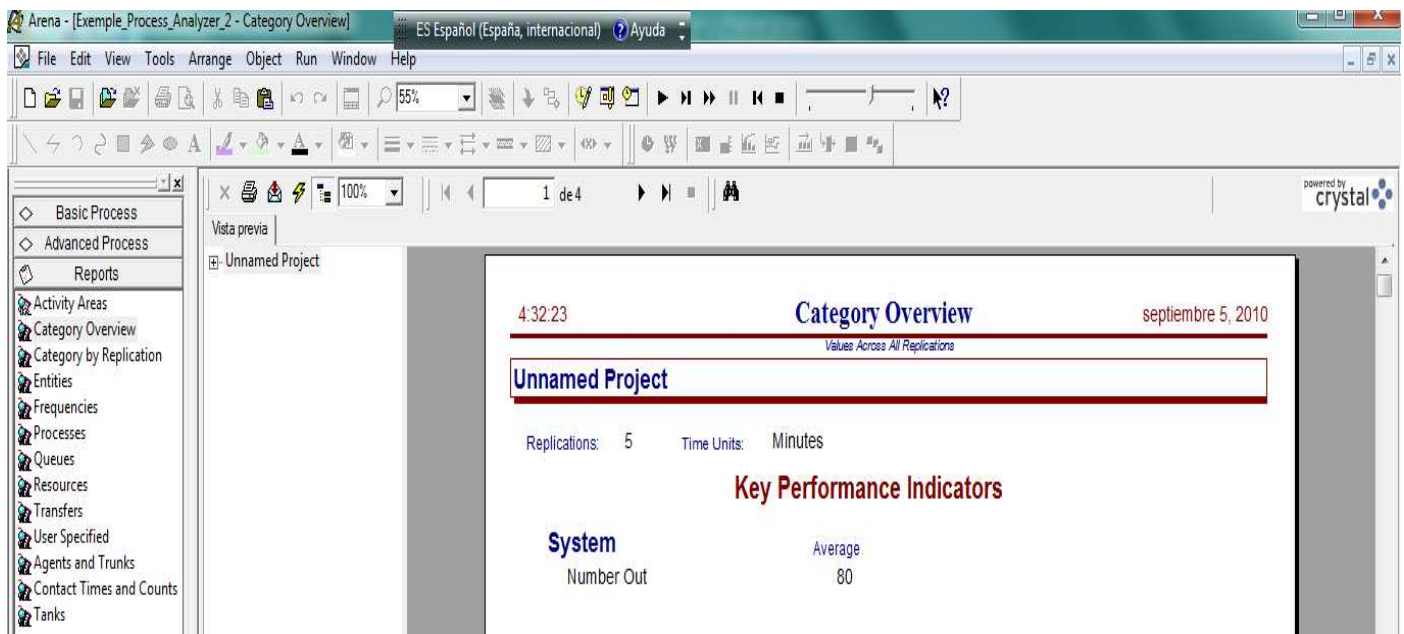 Arena - [Exemple_Process_Analyzer_2 - Category Overview]
ES Español (España, internacional) ? Ayuda
File Edit View Tools Arrange Object Run Window Help
55%
100%
1 de 4
powered by
crystal
Basic Process
Advanced Process
Reports
Activity Areas
Category Overview
Category by Replication
Entities
Frequencies
Processes
Queues
Resources
Transfers
User Specified
Agents and Trunks
Contact Times and Counts
Tanks
Vista previa
Unnamed Project
4:32:23 Category Overview septiembre 5, 2010
Values Across All Replications
Unnamed Project
Replications: 5 Time Units: Minutes
Key Performance Indicators
System Average
Number Out 80